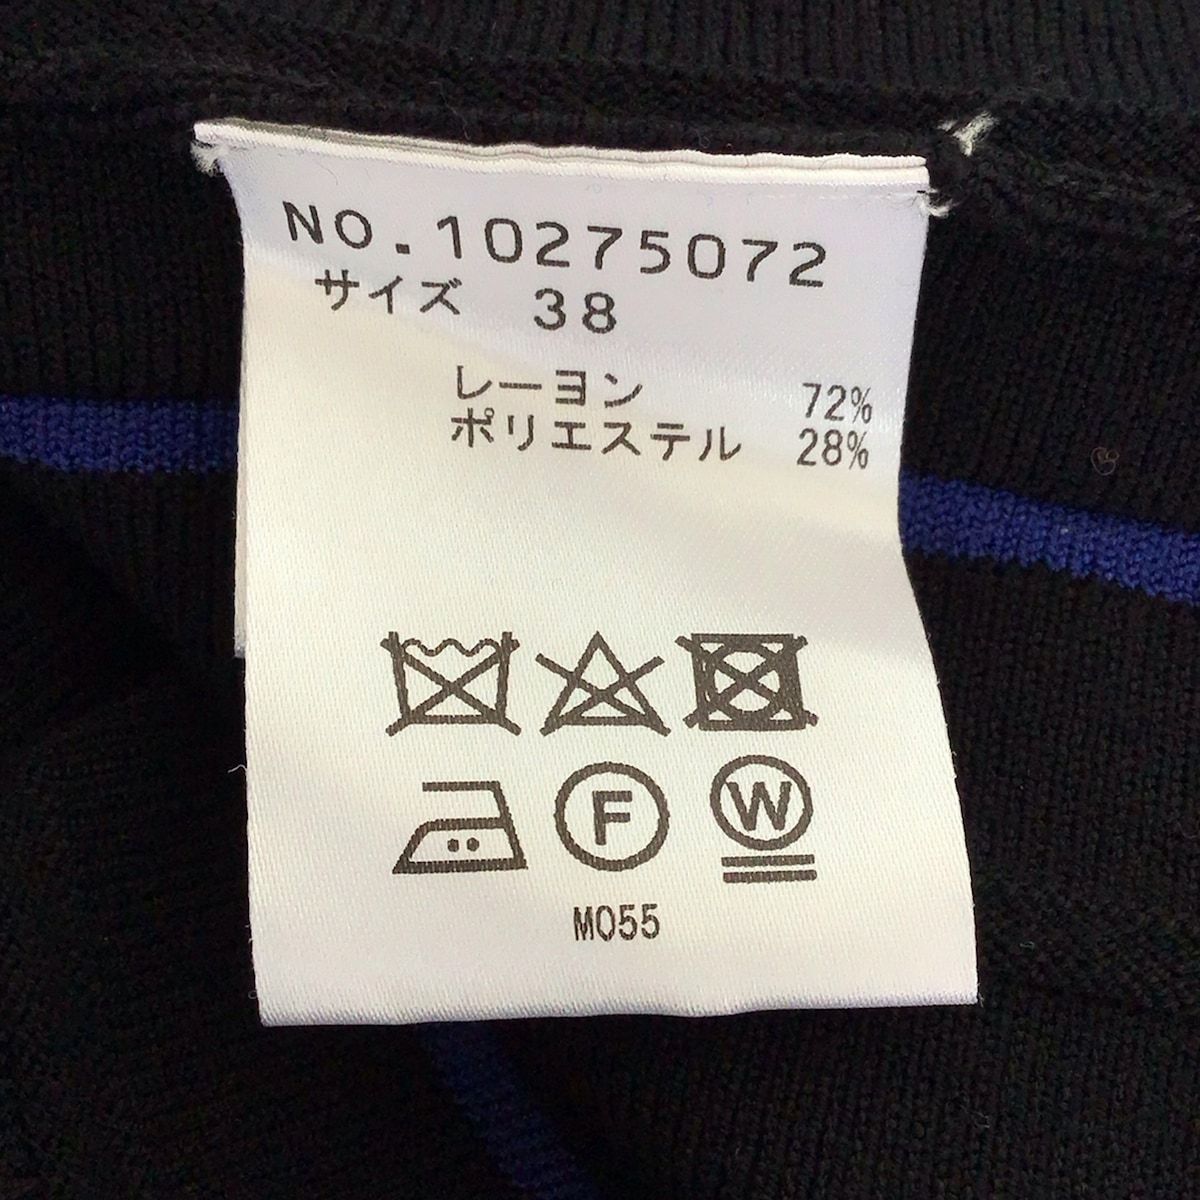 NO.10275072
サイズ 38
レーヨン 72%
ポリエステル 28%
F W
M055